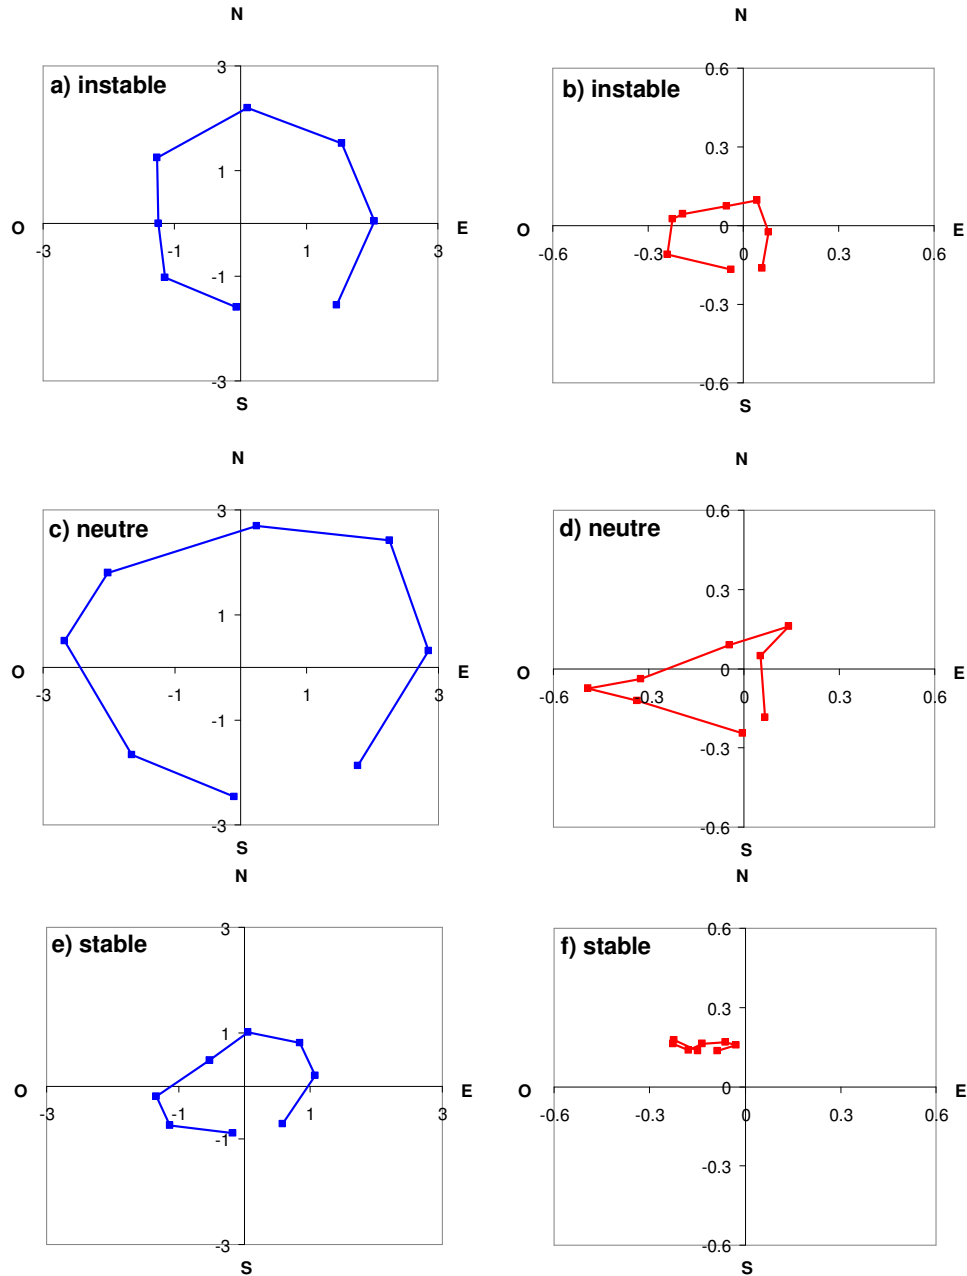 N N
3 0.6
a) instable b) instable
0.3
1
O E O 0 E
-3 -1 1 3 -0.6 -0.3 0 0.3 0.6
-1
-0.3
-3 -0.6
S S
N N
3 0.6
c) neutre d) neutre
0.3
1
O E O 0 E
-3 -1 1 3 -0.6 -0.3 0 0.3 0.6
-1
-0.3
-3 -0.6
S S
N N
3 0.6
e) stable f) stable
1 0.3
O E O 0 E
-3 -1 1 3 -0.6 -0.3 0 0.3 0.6
-1
-0.3
-3 -0.6
S S